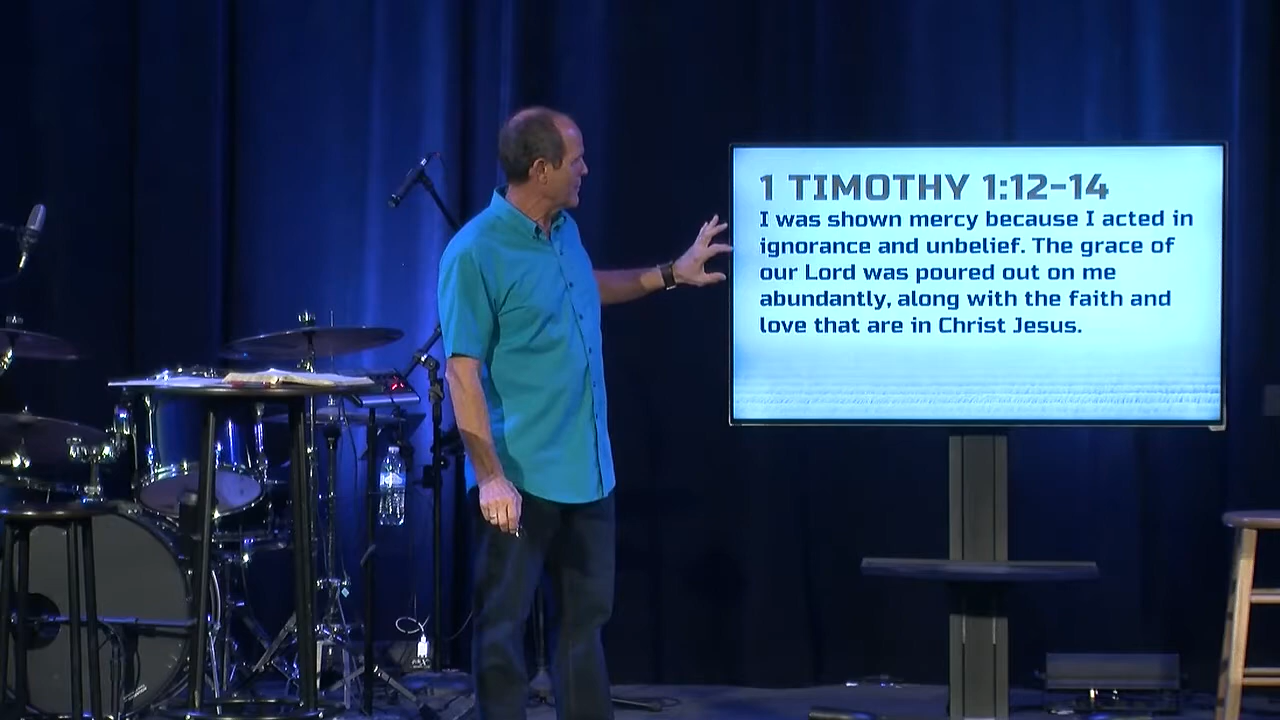 1 TIMOTHY 1:12-14
I was shown mercy because I acted in
ignorance and unbelief. The grace of
our Lord was poured out on me
abundantly, along with the faith and
love that are in Christ Jesus.